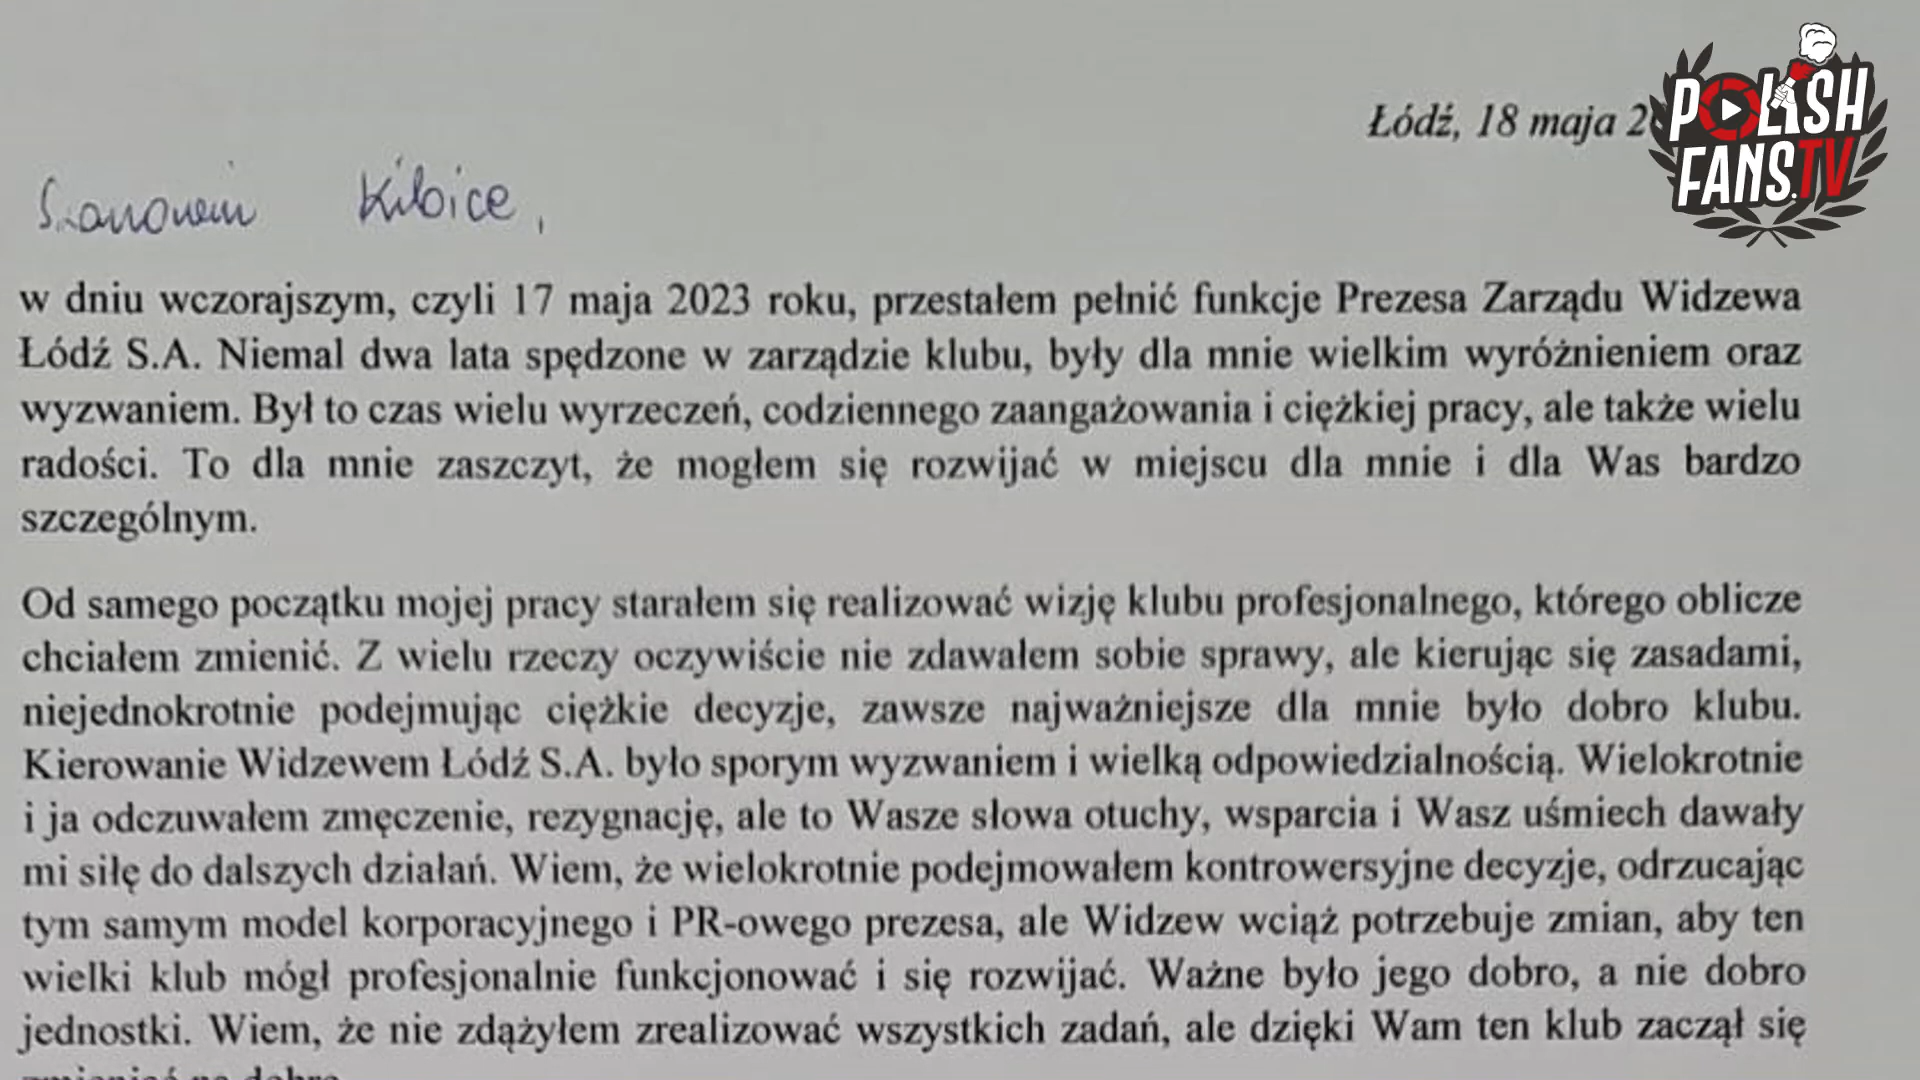 Łódź, 18 maja
POLISH
FANS.TV
Szanowni Kibice,
w dniu wczorajszym, czyli 17 maja 2023 roku, przestałem pełnić funkcje Prezesa Zarządu Widzewa
Łódź S.A. Niemal dwa lata spędzone w zarządzie klubu, były dla mnie wielkim wyróżnieniem oraz
wyzwaniem. Był to czas wielu wyrzeczeń, codziennego zaangażowania i ciężkiej pracy, ale także wielu
radości. To dla mnie zaszczyt, że mogłem się rozwijać w miejscu dla mnie i dla Was bardzo
szczególnym.
Od samego początku mojej pracy starałem się realizować wizję klubu profesjonalnego, którego oblicze
chciałem zmienić. Z wielu rzeczy oczywiście nie zdawałem sobie sprawy, ale kierując się zasadami,
niejednokrotnie podejmując ciężkie decyzje, zawsze najważniejsze dla mnie było dobro klubu.
Kierowanie Widzewem Łódź S.A. było sporym wyzwaniem i wielką odpowiedzialnością. Wielokrotnie
i ja odczuwałem zmęczenie, rezygnację, ale to Wasze słowa otuchy, wsparcia i Wasz uśmiech dawały
mi siłę do dalszych działań. Wiem, że wielokrotnie podejmowałem kontrowersyjne decyzje, odrzucając
tym samym model korporacyjnego i PR-owego prezesa, ale Widzew wciąż potrzebuje zmian, aby ten
wielki klub mógł profesjonalnie funkcjonować i się rozwijać. Ważne było jego dobro, a nie dobro
jednostki. Wiem, że nie zdążyłem zrealizować wszystkich zadań, ale dzięki Wam ten klub zaczął się